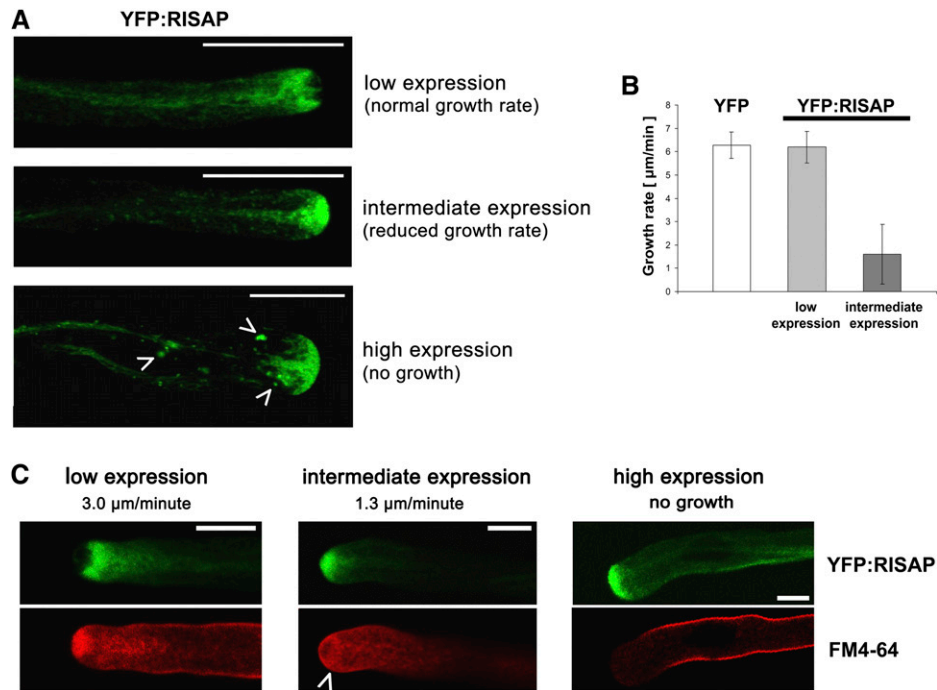 A
YFP:RISAP
low expression
(normal growth rate)
intermediate expression
(reduced growth rate)
high expression
(no growth)
B
YFP
YFP:RISAP
Growth rate [ µm/min]
8
7
6
5
4
3
2
1
0
low
expression
intermediate
expression
C
low expression
3.0 µm/minute
intermediate expression
1.3 µm/minute
high expression
no growth
YFP:RISAP
FM4-64